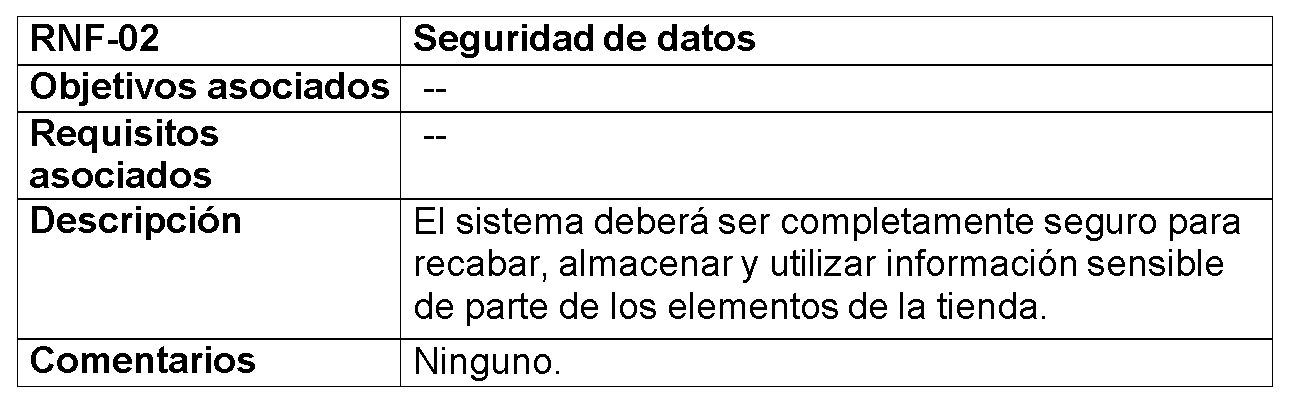 RNF-02 Seguridad de datos
Objetivos asociados --
Requisitos --
asociados
Descripción El sistema deberá ser completamente seguro para
recabar, almacenar y utilizar información sensible
de parte de los elementos de la tienda.
Comentarios Ninguno.